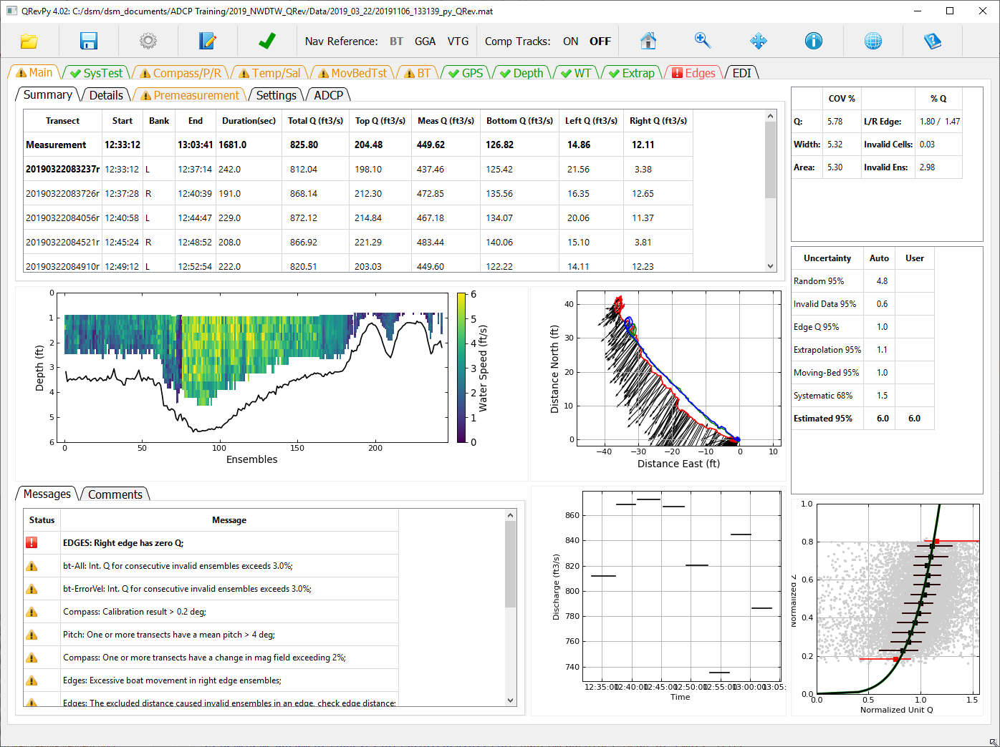 QRevPy 4.02: C:/dsm/dsm_documents/ADCP Training/2019_NWDTW_QRev/Data/2019_03_22/20191106_133139_py_QRev.mat
Nav Reference: BT GGA VTG Comp Tracks: ON OFF
Main SysTest Compass/P/R Temp/Sal MovBedTst BT GPS Depth WT Extrap Edges EDI
Summary Details Premeasurement Settings ADCP
Transect Start Bank End Duration(sec) Total Q (ft3/s) Top Q (ft3/s) Meas Q (ft3/s) Bottom Q (ft3/s) Left Q (ft3/s) Right Q (ft3/s)
Measurement 12:33:12 13:03:41 1681.0 825.80 204.48 449.62 126.82 14.86 12.11
20190322083237r 12:33:12 L 12:37:14 242.0 812.04 198.10 437.46 125.42 21.56 3.38
20190322083726r 12:37:28 R 12:40:39 191.0 868.14 212.30 472.85 135.56 16.35 12.65
20190322084056r 12:40:58 L 12:44:47 229.0 872.12 214.84 467.18 134.07 20.06 11.37
20190322084521r 12:45:24 R 12:48:52 208.0 866.92 221.29 483.44 140.06 15.10 3.81
20190322084910r 12:49:12 L 12:52:54 222.0 820.51 203.03 449.60 122.22 14.11 12.23
COV % % Q
Q: 5.78 L/R Edge: 1.80 / 1.47
Width: 5.32 Invalid Cells: 0.03
Area: 5.30 Invalid Ens: 2.98
Uncertainty Auto User
Random 95% 4.8
Invalid Data 95% 0.6
Edge Q 95% 1.0
Extrapolation 95% 1.1
Moving-Bed 95% 1.0
Systematic 68% 1.5
Estimated 95% 6.0 6.0
0
1
2
3
4
5
6
Depth (ft)
0 50 100 150 200
Ensembles
6
5
4
3
2
1
0
Water Speed (ft/s)
40
30
20
10
0
Distance North (ft)
−40 −30 −20 −10 0 10
Distance East (ft)
Messages Comments
Status Message
EDGES: Right edge has zero Q;
bt-All: Int. Q for consecutive invalid ensembles exceeds 3.0%;
bt-ErrorVel: Int. Q for consecutive invalid ensembles exceeds 3.0%;
Compass: Calibration result > 0.2 deg;
Pitch: One or more transects have a mean pitch > 4 deg;
Compass: One or more transects have a change in mag field exceeding 2%;
Edges: Excessive boat movement in right edge ensembles;
Edges: The excluded distance caused invalid ensembles in an edge, check edge distance;
860
840
820
800
780
760
740
Discharge (ft3/s)
12:35:00 12:40:00 12:45:00 12:50:00 12:55:00 13:00:00 13:05:
Time
1.0
0.8
0.6
0.4
0.2
0.0
Normalized Z
0.0 0.5 1.0 1.5
Normalized Unit Q